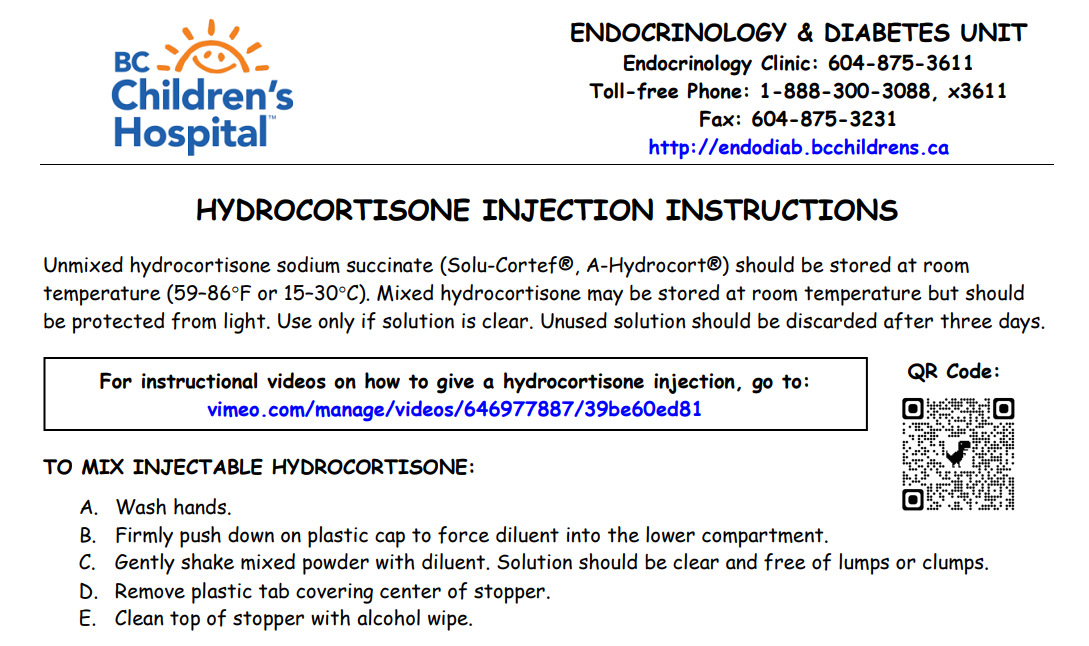 BC
Children's
Hospital™
ENDOCRINOLOGY & DIABETES UNIT
Endocrinology Clinic: 604-875-3611
Toll-free Phone: 1-888-300-3088, x3611
Fax: 604-875-3231
http://endodiab.bcchildrens.ca
HYDROCORTISONE INJECTION INSTRUCTIONS
Unmixed hydrocortisone sodium succinate (Solu-Cortef®, A-Hydrocort®) should be stored at room
temperature (59–86°F or 15–30°C). Mixed hydrocortisone may be stored at room temperature but should
be protected from light. Use only if solution is clear. Unused solution should be discarded after three days.
For instructional videos on how to give a hydrocortisone injection, go to:
vimeo.com/manage/videos/646977887/39be60ed81
QR Code:
TO MIX INJECTABLE HYDROCORTISONE:
A. Wash hands.
B. Firmly push down on plastic cap to force diluent into the lower compartment.
C. Gently shake mixed powder with diluent. Solution should be clear and free of lumps or clumps.
D. Remove plastic tab covering center of stopper.
E. Clean top of stopper with alcohol wipe.